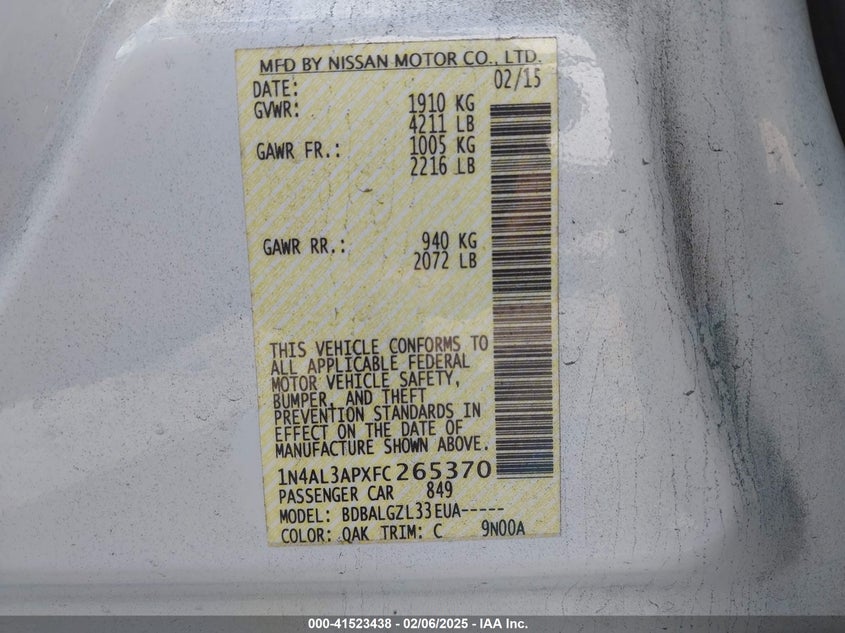 MFD BY NISSAN MOTOR CO., LTD.
DATE: 02/15
GVWR: 1910 KG
4211 LB
GAWR FR.: 1005 KG
2216 LB
GAWR RR.: 940 KG
2072 LB
THIS VEHICLE CONFORMS TO
ALL APPLICABLE FEDERAL
MOTOR VEHICLE SAFETY,
BUMPER, AND THEFT
PREVENTION STANDARDS IN
EFFECT ON THE DATE OF
MANUFACTURE SHOWN ABOVE.
1N4AL3APXFC265370
PASSENGER CAR 849
MODEL: BDBALGZL33EUA-----
COLOR: QAK TRIM: C 9N00A
000-41523438 - 02/06/2025 - IAA Inc.